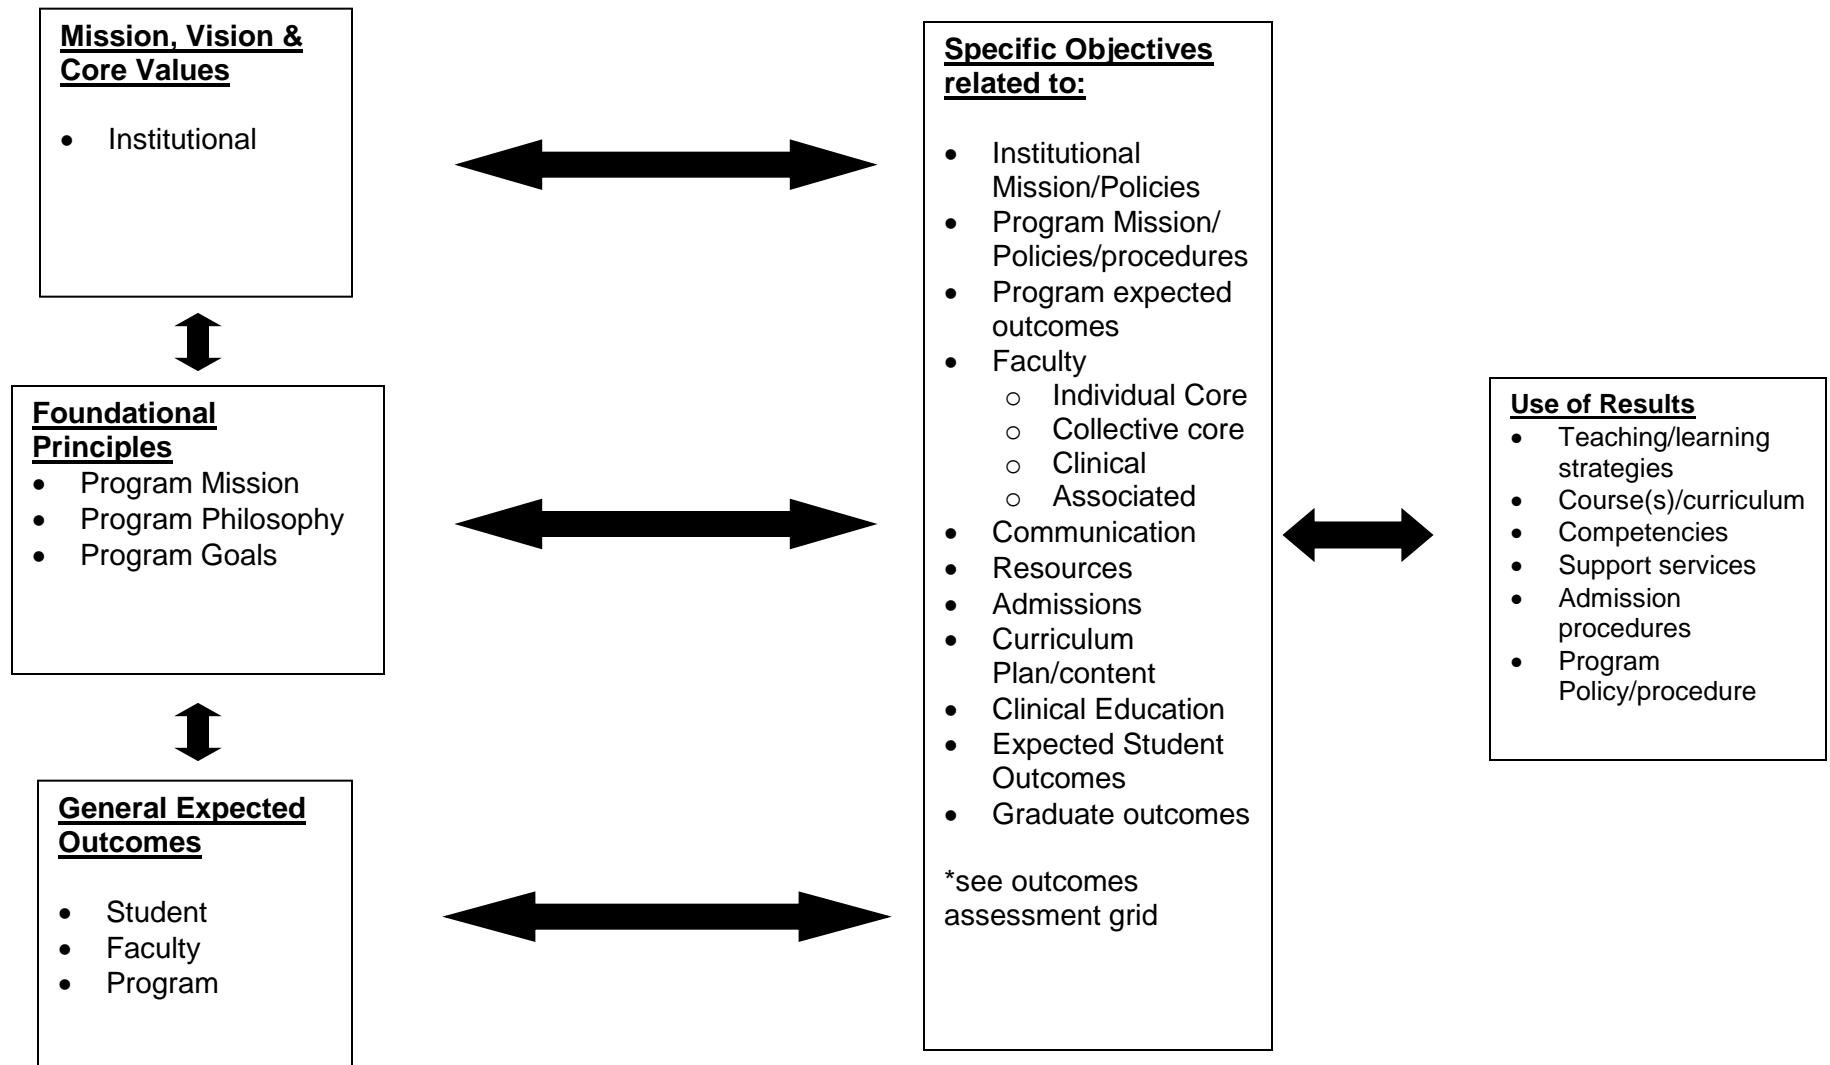 Mission, Vision &
Core Values
• Institutional
Foundational
Principles
• Program Mission
• Program Philosophy
• Program Goals
General Expected
Outcomes
• Student
• Faculty
• Program
Specific Objectives
related to:
• Institutional
Mission/Policies
• Program Mission/
Policies/procedures
• Program expected
outcomes
• Faculty
o Individual Core
o Collective core
o Clinical
o Associated
• Communication
• Resources
• Admissions
• Curriculum
Plan/content
• Clinical Education
• Expected Student
Outcomes
• Graduate outcomes
*see outcomes
assessment grid
Use of Results
• Teaching/learning
strategies
• Course(s)/curriculum
• Competencies
• Support services
• Admission
procedures
• Program
Policy/procedure